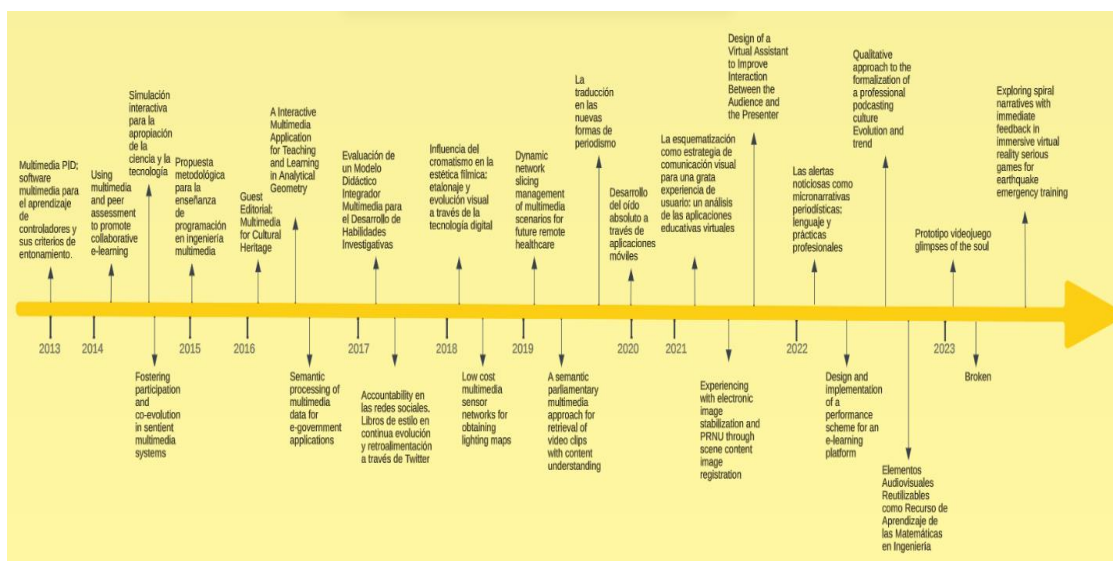 Multimedia PID;
software
multimedia para
el aprendizaje
de
controladores y
sus criterios de
entonamiento.
Using
multimedia
and peer
assessment
to promote
collaborative
e-learning
Simulación
interactiva
para la
apropiación
de la
ciencia y la
tecnología
Propuesta
metodológica
para la
enseñanza
de
programación
en ingeniería
multimedia
Guest
Editorial:
Multimedia
for Cultural
Heritage
A Interactive
Multimedia
Application
for Teaching
and Learning
in Analytical
Geometry
Evaluación de
un Modelo
Didáctico
Integrador
Multimedia para
el Desarrollo de
Habilidades
Investigativas
Influencia del
cromatismo en la
estética fílmica:
etalonaje y
evolución visual
a través de la
tecnología digital
Dynamic
network
slicing
management
of multimedia
scenarios for
future remote
healthcare
La
traducción
en las
nuevas
formas de
periodismo
Desarrollo
del oído
absoluto a
través de
aplicaciones
móviles
La esquematización
como estrategia de
comunicación visual
para una grata
experiencia de
usuario: un análisis
de las aplicaciones
educativas virtuales
Design of a
Virtual Assistant
to Improve
Interaction
Between the
Audience and
the Presenter
Las alertas
noticiosas como
micronarrativas
periodísticas:
lenguaje y
prácticas
profesionales
Qualitative
approach to the
formalization of
a professional
podcasting
culture
Evolution and
trend
Prototipo videojuego
glimpses of the soul
Exploring spiral
narratives with
immediate
feedback in
immersive virtual
reality serious
games for
earthquake
emergency training
2013
2014
2015
2016
2017
2018
2019
2020
2021
2022
2023
Fostering
participation
and
co-evolution
in sentient
multimedia
systems
Semantic
processing of
multimedia
data for
e-government
applications
Accountability en
las redes sociales.
Libros de estilo en
continua evolución
y retroalimentación
a través de Twitter
Low cost
multimedia
sensor
networks for
obtaining
lighting maps
A semantic
parliamentary
multimedia
approach for
retrieval of
video clips
with content
understanding
Experiencing
with electronic
image
stabilization and
PRNU through
scene content
image
registration
Design and
implementation
of a
performance
scheme for an
e-learning
platform
Elementos
Audiovisuales
Reutilizables
como Recurso de
Aprendizaje de
las Matemáticas
en Ingeniería
Broken